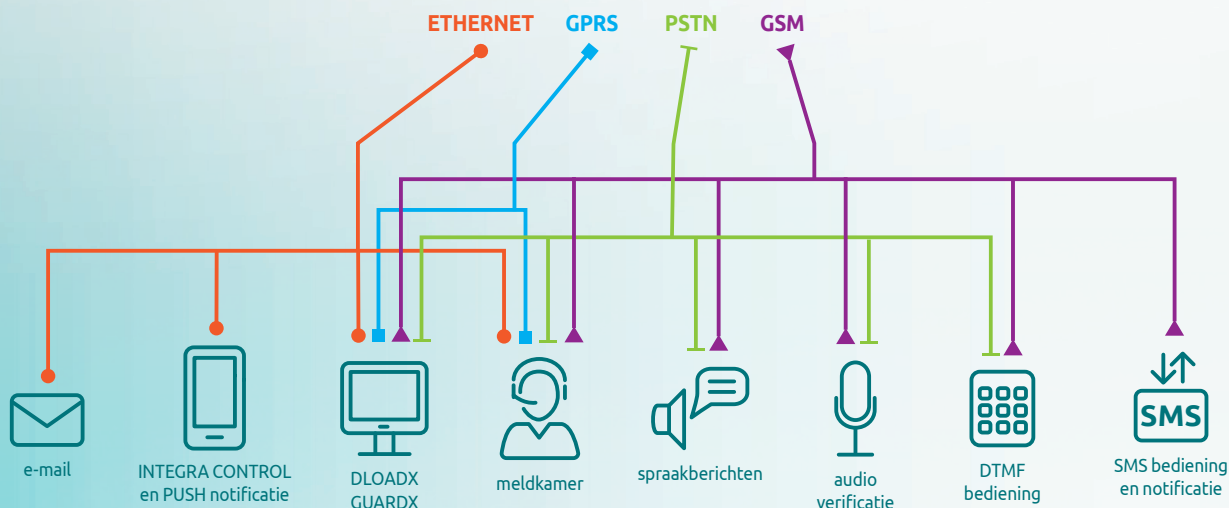 ETHERNET GPRS PSTN GSM
e-mail
INTEGRA CONTROL
en PUSH notificatie
DLOADX
GUARDX
meldkamer
spraakberichten
audio
verificatie
DTMF
bediening
SMS
SMS bediening
en notificatie